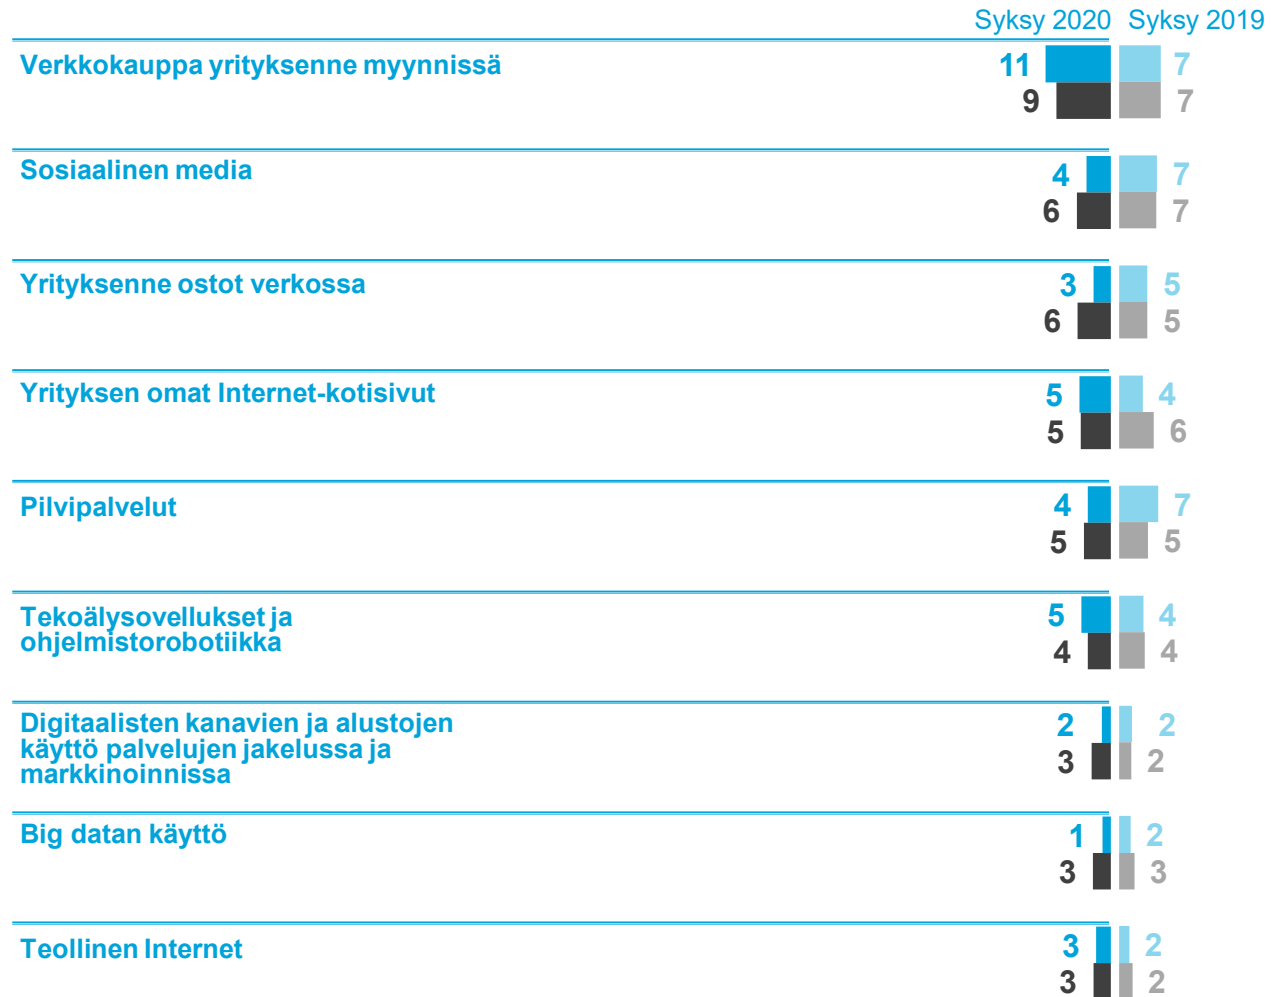 Syksy 2020 Syksy 2019
Verkkokauppa yrityksenne myynnissä
11 7
9 7
Sosiaalinen media
4 7
6 7
Yrityksenne ostot verkossa
3 5
6 5
Yrityksen omat Internet-kotisivut
5 4
5 6
Pilvipalvelut
4 7
5 5
Tekoälysovellukset ja
ohjelmistorobotiikka
5 4
4 4
Digitaalisten kanavien ja alustojen
käyttö palvelujen jakelussa ja
markkinoinnissa
2 2
3 2
Big datan käyttö
1 2
3 3
Teollinen Internet
3 2
3 2